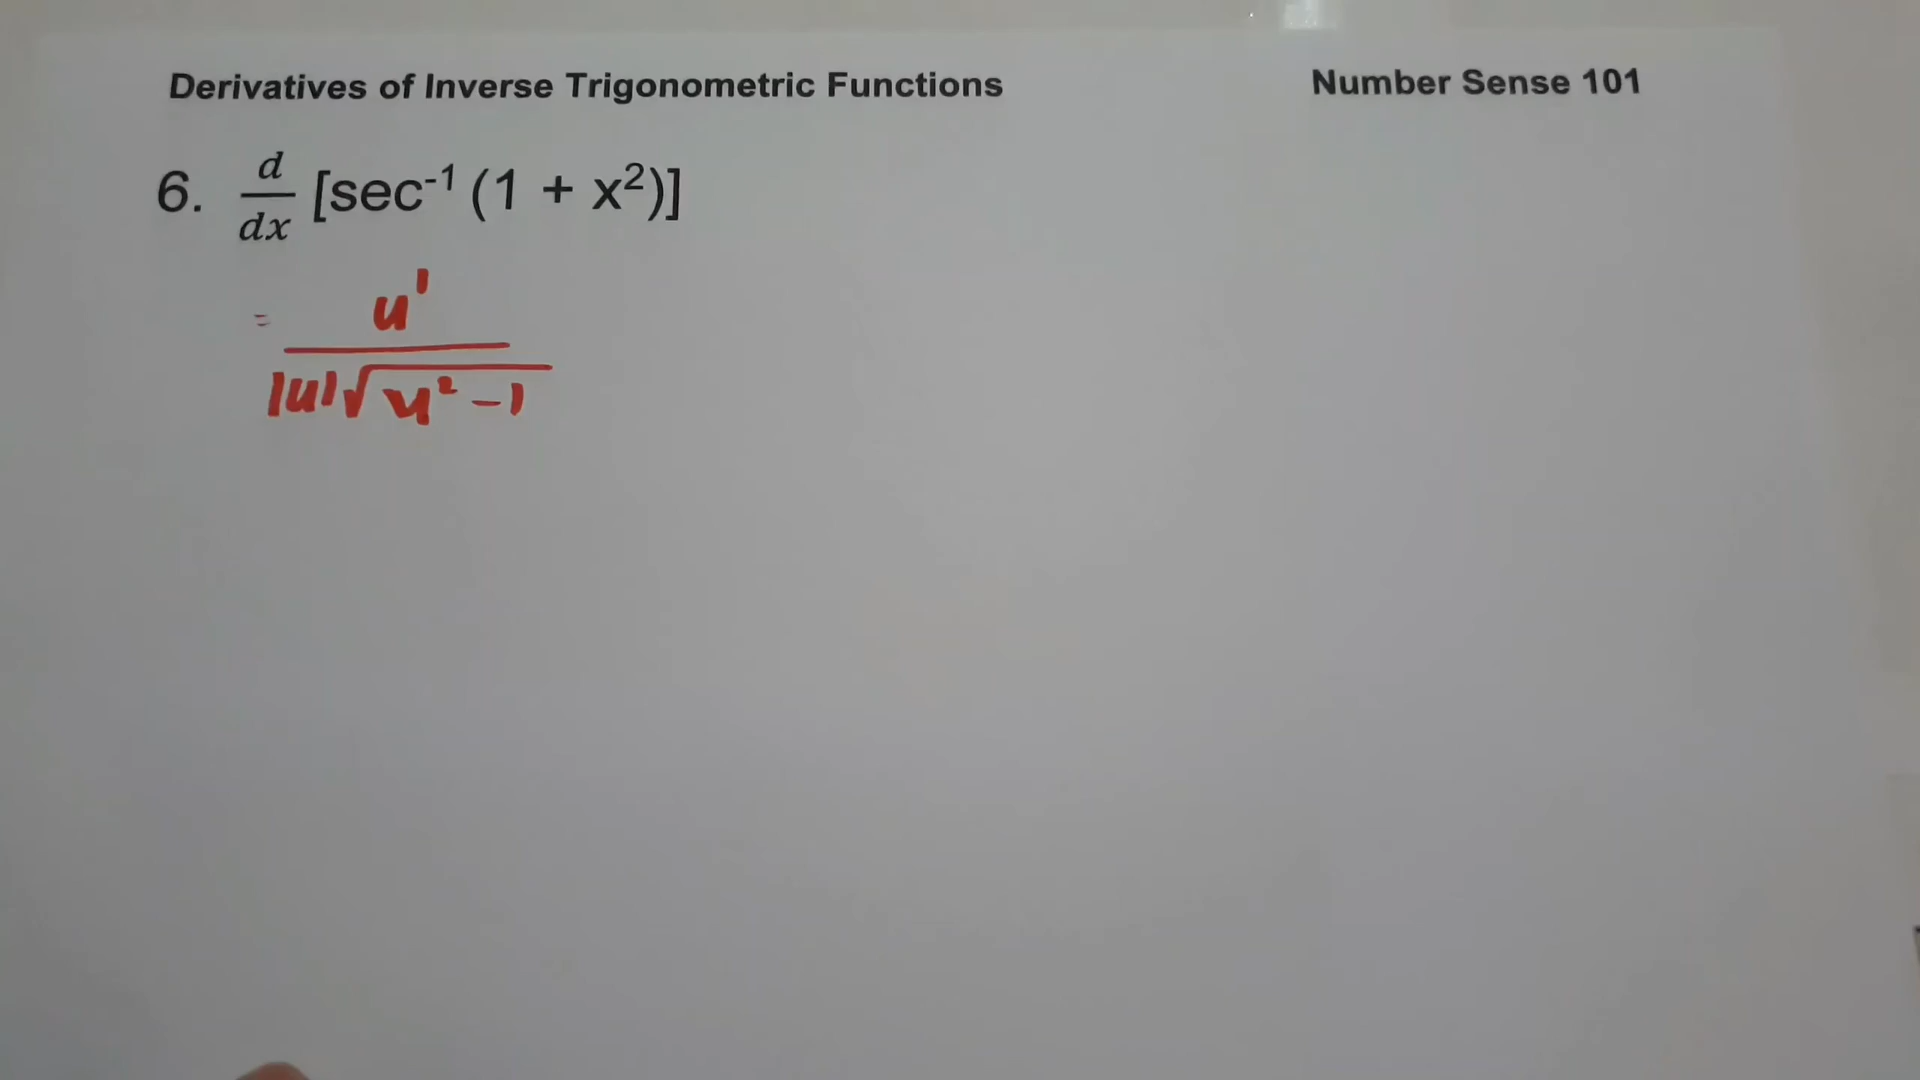 Derivatives of Inverse Trigonometric Functions Number Sense 101
6. d/dx [sec⁻¹ (1 + x²)]
= u' / |u|√(u² - 1)